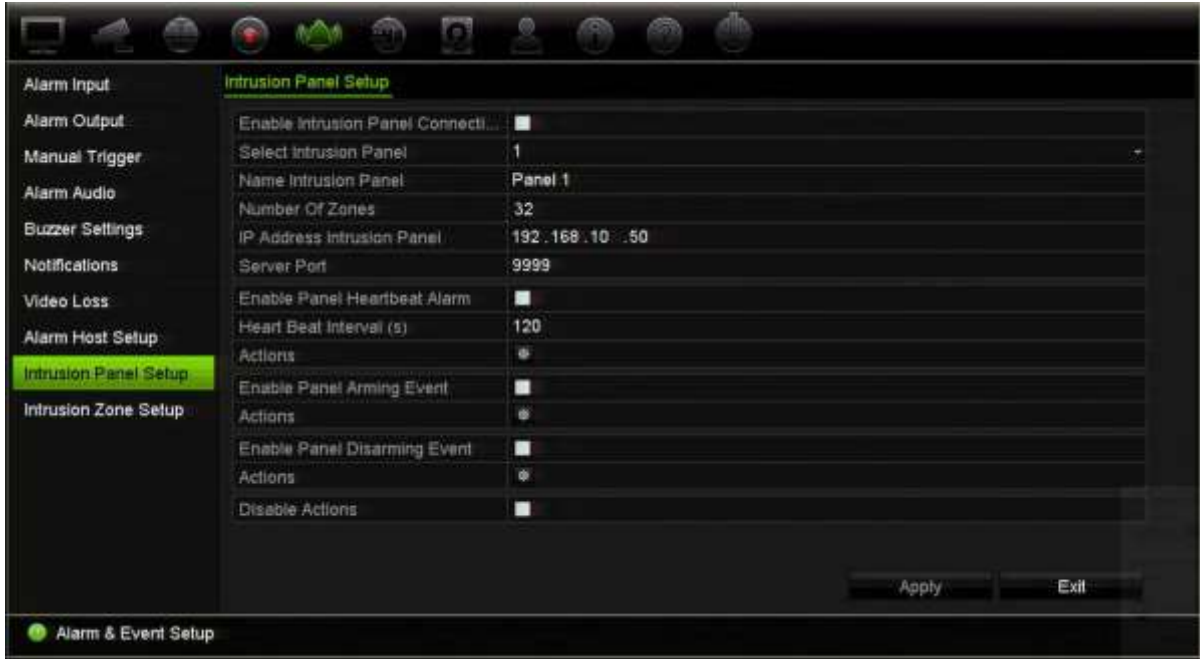 Alarm Input
Alarm Output
Manual Trigger
Alarm Audio
Buzzer Settings
Notifications
Video Loss
Alarm Host Setup
Intrusion Panel Setup
Intrusion Zone Setup
Intrusion Panel Setup
Enable Intrusion Panel Connecti...
Select Intrusion Panel 1
Name Intrusion Panel Panel 1
Number Of Zones 32
IP Address Intrusion Panel 192 .168 .10 .50
Server Port 9999
Enable Panel Heartbeat Alarm
Heart Beat Interval (s) 120
Actions
Enable Panel Arming Event
Actions
Enable Panel Disarming Event
Actions
Disable Actions
Apply Exit
Alarm & Event Setup